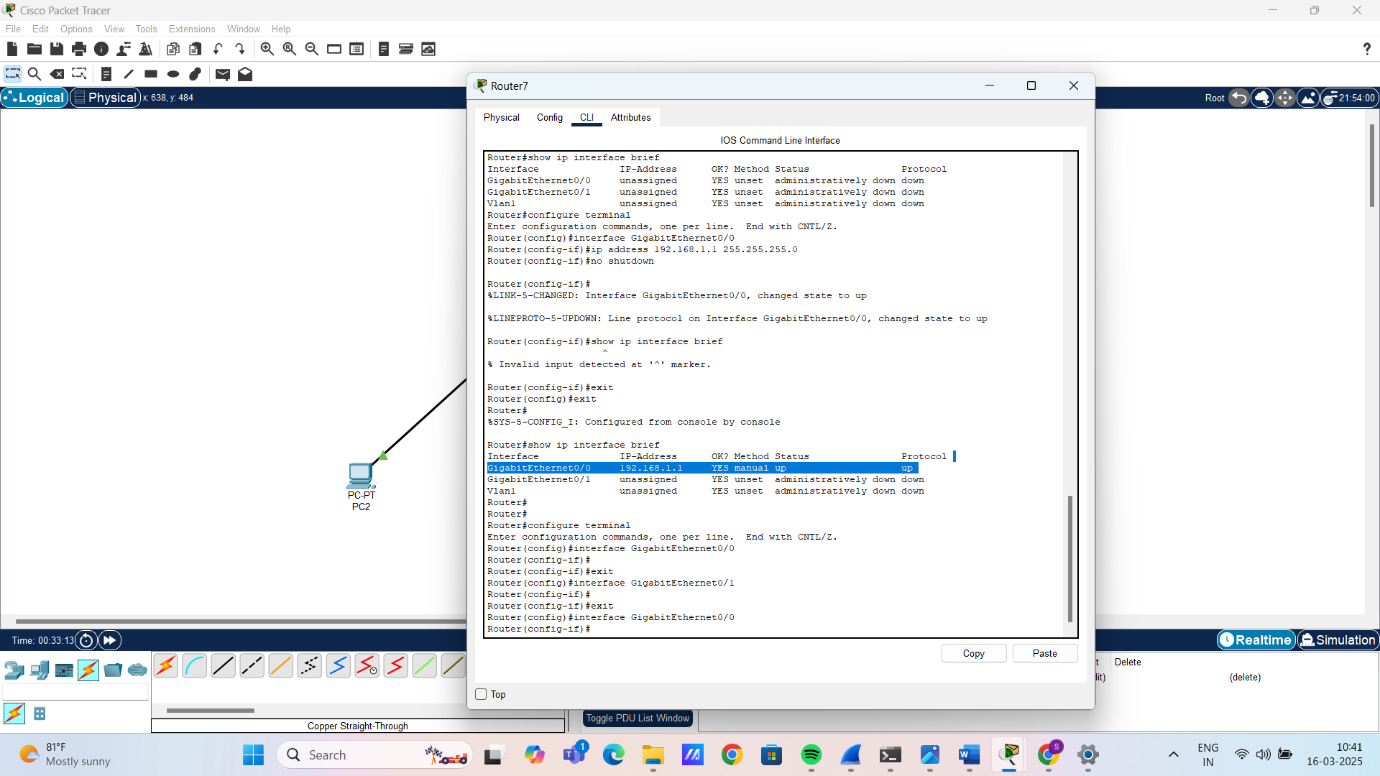 Cisco Packet Tracer
File Edit Options View Tools Extensions Window Help
?
Logical Physical x: 638, y: 484
Root 21:54:00
Router7
Physical Config CLI Attributes
IOS Command Line Interface
Router#show ip interface brief
Interface IP-Address OK? Method Status Protocol
GigabitEthernet0/0 unassigned YES unset administratively down down
GigabitEthernet0/1 unassigned YES unset administratively down down
Vlan1 unassigned YES unset administratively down down
Router#configure terminal
Enter configuration commands, one per line. End with CNTL/Z.
Router(config)#interface GigabitEthernet0/0
Router(config-if)#ip address 192.168.1.1 255.255.255.0
Router(config-if)#no shutdown
Router(config-if)#
%LINK-5-CHANGED: Interface GigabitEthernet0/0, changed state to up
%LINEPROTO-5-UPDOWN: Line protocol on Interface GigabitEthernet0/0, changed state to up
Router(config-if)#show ip interface brief
^
% Invalid input detected at '^' marker.
Router(config-if)#exit
Router(config)#exit
Router#
%SYS-5-CONFIG_I: Configured from console by console
Router#show ip interface brief
Interface IP-Address OK? Method Status Protocol
GigabitEthernet0/0 192.168.1.1 YES manual up up
GigabitEthernet0/1 unassigned YES unset administratively down down
Vlan1 unassigned YES unset administratively down down
Router#
Router#
Router#configure terminal
Enter configuration commands, one per line. End with CNTL/Z.
Router(config)#interface GigabitEthernet0/0
Router(config-if)#
Router(config-if)#exit
Router(config)#interface GigabitEthernet0/1
Router(config-if)#
Router(config-if)#exit
Router(config)#interface GigabitEthernet0/0
Router(config-if)#
Copy Paste
Top
PC-PT
PC2
Time: 00:33:13
Realtime Simulation
t Delete
it) (delete)
Copper Straight-Through
Toggle PDU List Window
81°F
Mostly sunny
Search
1
S
ENG
IN
10:41
16-03-2025